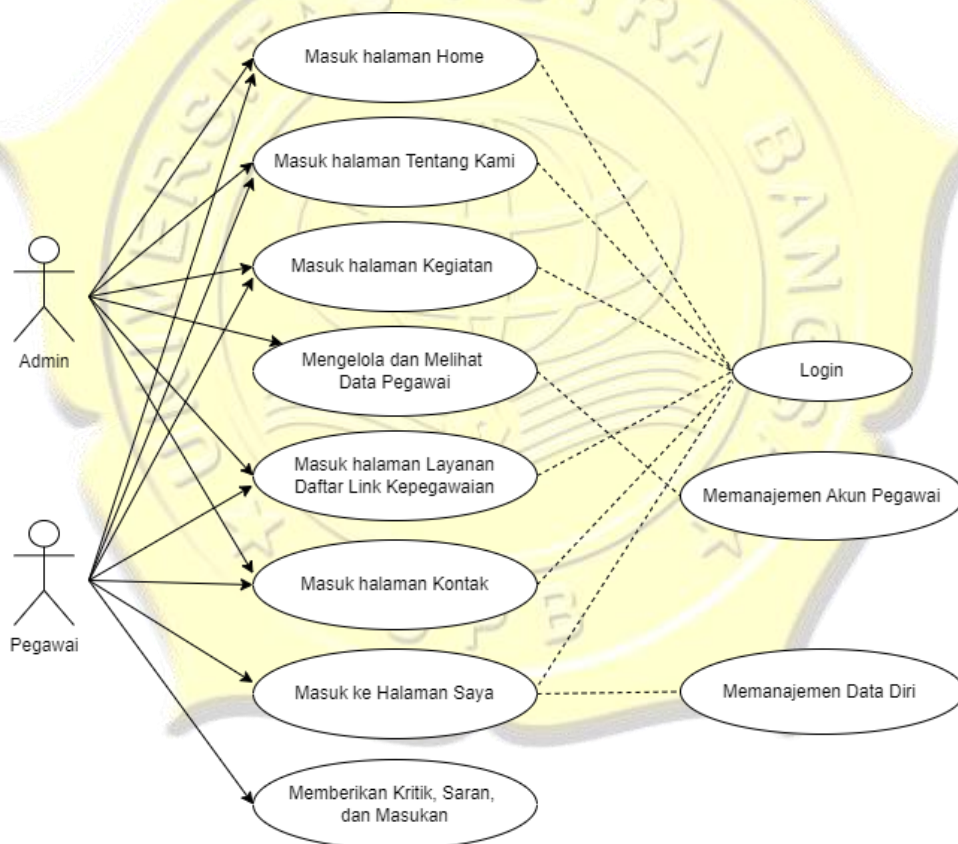 Masuk halaman Home
Masuk halaman Tentang Kami
Masuk halaman Kegiatan
Admin
Mengelola dan Melihat
Data Pegawai
Login
Masuk halaman Layanan
Daftar Link Kepegawaian
Memanajemen Akun Pegawai
Masuk halaman Kontak
Pegawai
Masuk ke Halaman Saya
Memanajemen Data Diri
Memberikan Kritik, Saran,
dan Masukan